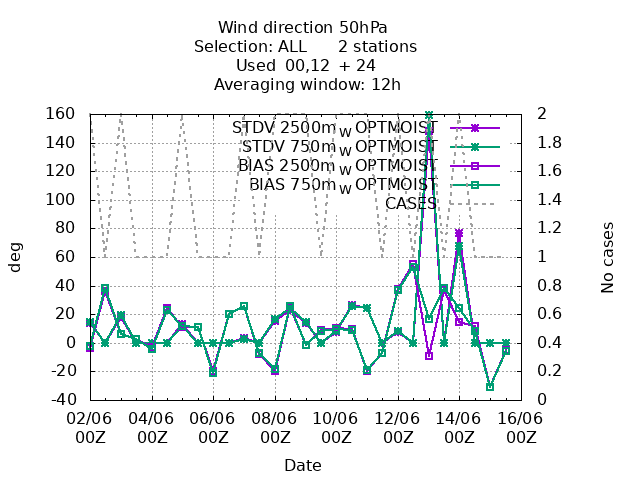 Wind direction 50hPa
Selection: ALL 2 stations
Used 00,12 + 24
Averaging window: 12h
STDV 2500m_W OPTMOIST
STDV 750m_W OPTMOIST
BIAS 2500m_W OPTMOIST
BIAS 750m_W OPTMOIST
CASES
160
140
120
100
80
60
40
20
0
-20
-40
deg
2
1.8
1.6
1.4
1.2
1
0.8
0.6
0.4
0.2
0
No cases
02/06 04/06 06/06 08/06 10/06 12/06 14/06 16/06
00Z 00Z 00Z 00Z 00Z 00Z 00Z 00Z
Date